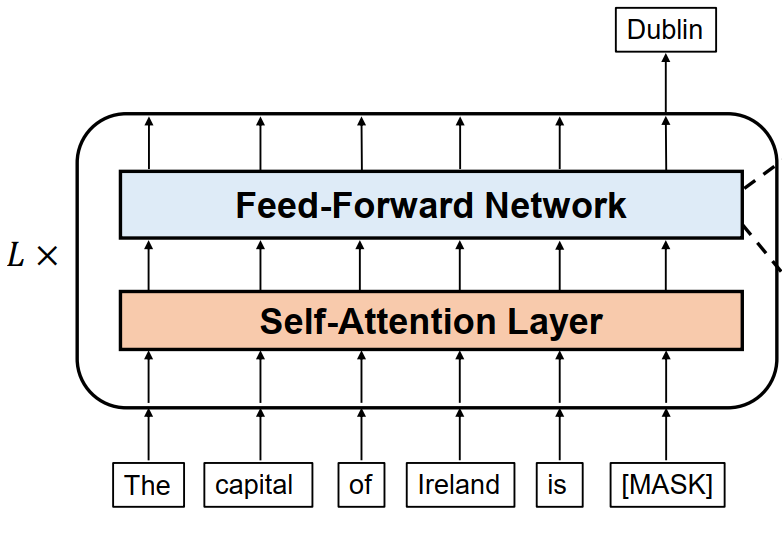 Dublin
Feed-Forward Network
L ×
Self-Attention Layer
The capital of Ireland is [MASK]